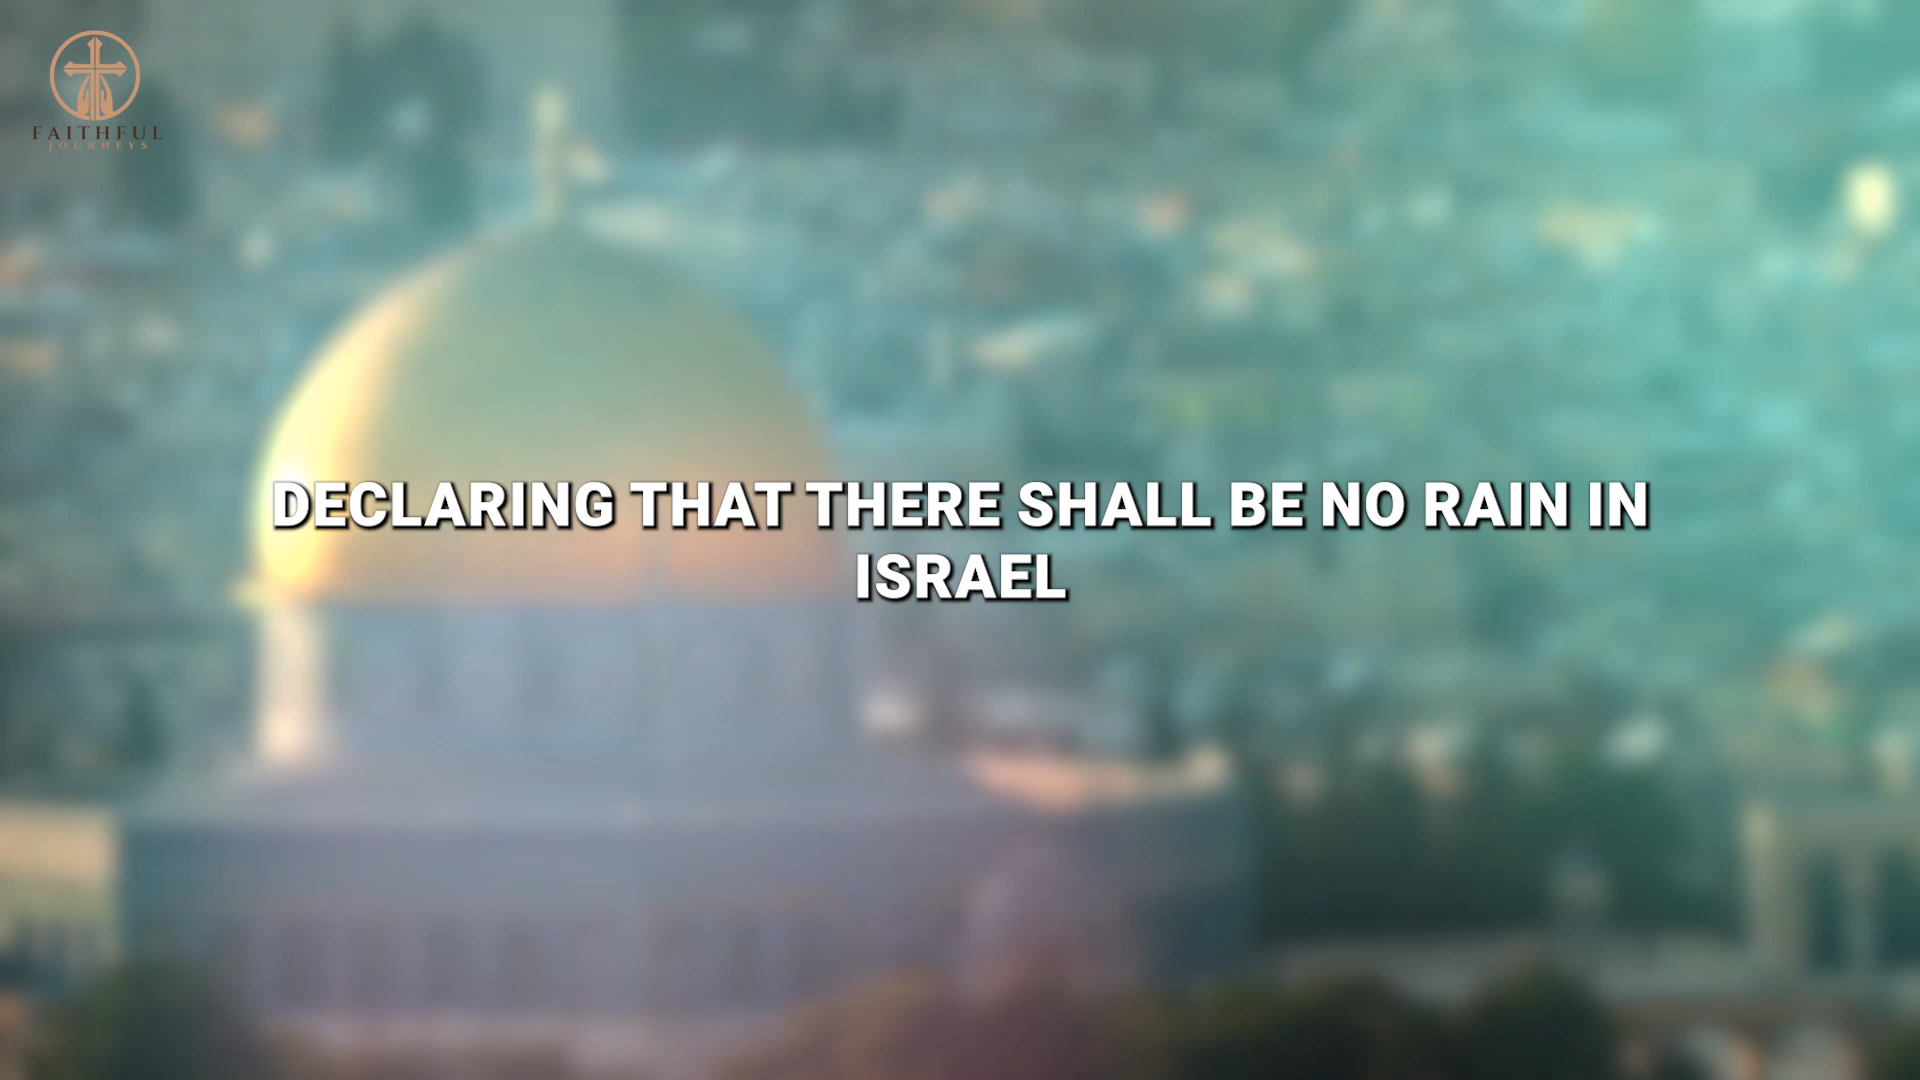 FAITHFUL
JOURNEYS
DECLARING THAT THERE SHALL BE NO RAIN IN
ISRAEL